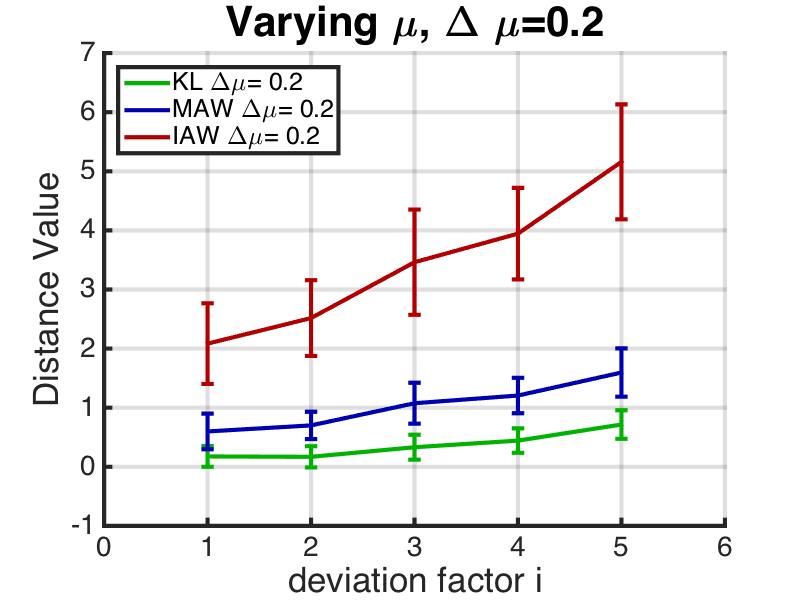 Varying μ, Δ μ=0.2
7
6
5
4
3
2
1
0
-1
KL Δμ= 0.2
MAW Δμ= 0.2
IAW Δμ= 0.2
Distance Value
0 1 2 3 4 5 6
deviation factor i